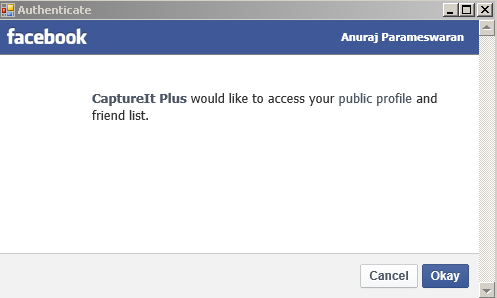 Authenticate
facebook
Anuraj Parameswaran
CaptureIt Plus would like to access your public profile and
friend list.
Cancel
Okay